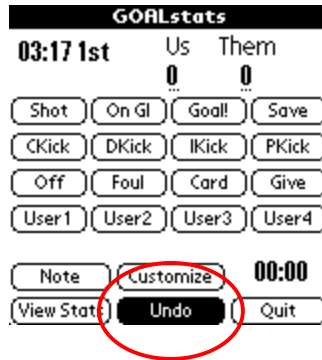 GOALstats
03:17 1st Us Them
0 0
Shot On Gl Goal! Save
CKick DKick IKick PKick
Off Foul Card Give
User1 User2 User3 User4
Note Customize 00:00
View Stats Undo Quit